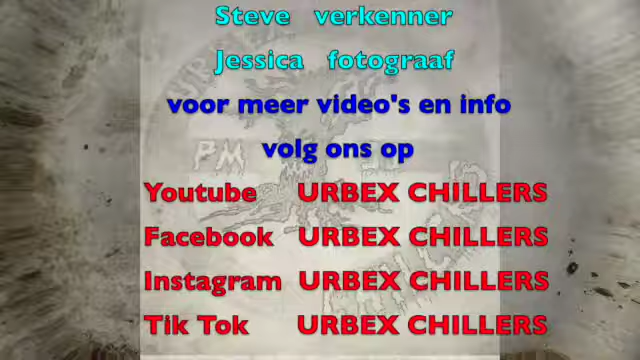 Steve verkenner
Jessica fotograaf
voor meer video's en info
volg ons op
PM
Youtube URBEX CHILLERS
Facebook URBEX CHILLERS
Instagram URBEX CHILLERS
Tik Tok URBEX CHILLERS